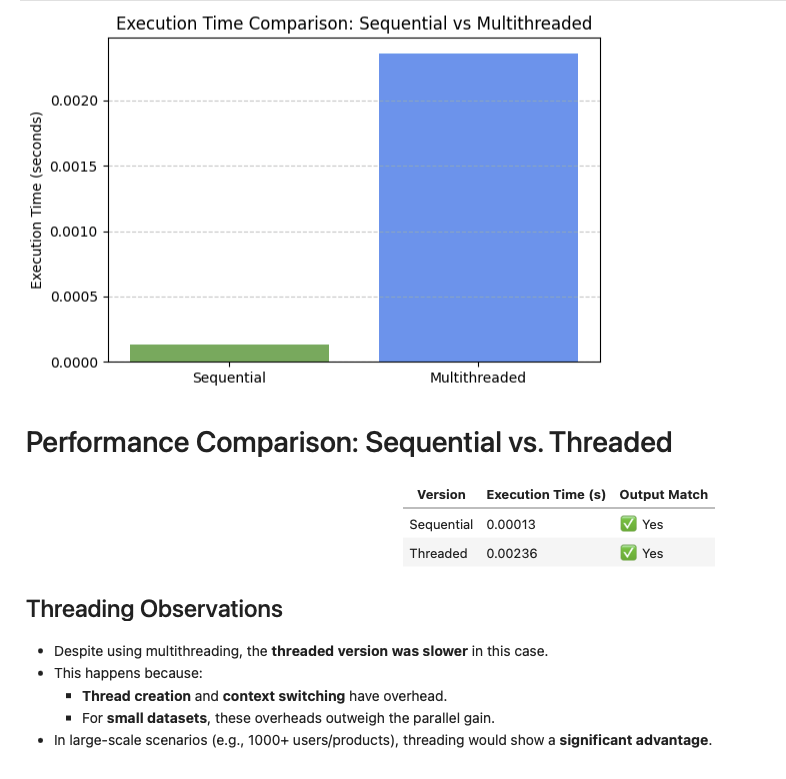 Execution Time Comparison: Sequential vs Multithreaded
Execution Time (seconds)
0.0020
0.0015
0.0010
0.0005
0.0000
Sequential Multithreaded
Performance Comparison: Sequential vs. Threaded
Version Execution Time (s) Output Match
Sequential 0.00013 ✅ Yes
Threaded 0.00236 ✅ Yes
Threading Observations
• Despite using multithreading, the threaded version was slower in this case.
• This happens because:
▪ Thread creation and context switching have overhead.
▪ For small datasets, these overheads outweigh the parallel gain.
• In large-scale scenarios (e.g., 1000+ users/products), threading would show a significant advantage.